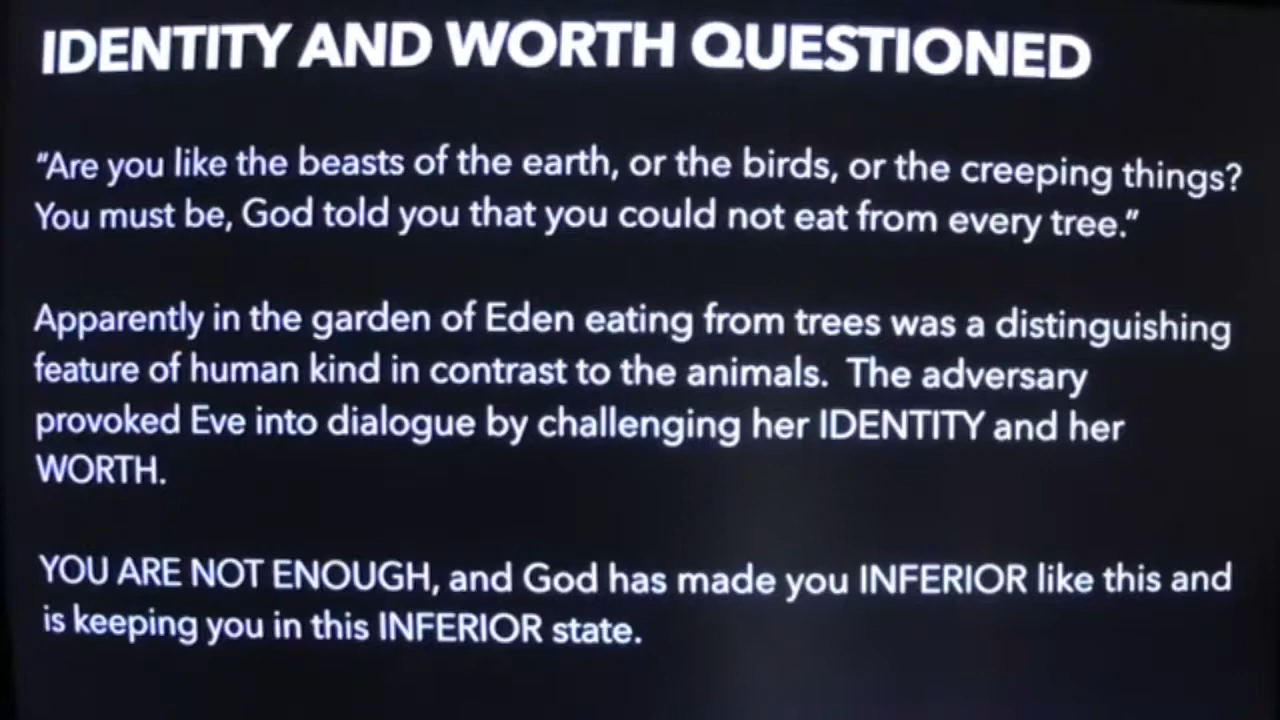 IDENTITY AND WORTH QUESTIONED
"Are you like the beasts of the earth, or the birds, or the creeping things?
You must be, God told you that you could not eat from every tree."
Apparently in the garden of Eden eating from trees was a distinguishing
feature of human kind in contrast to the animals.  The adversary
provoked Eve into dialogue by challenging her IDENTITY and her
WORTH.
YOU ARE NOT ENOUGH, and God has made you INFERIOR like this and
is keeping you in this INFERIOR state.